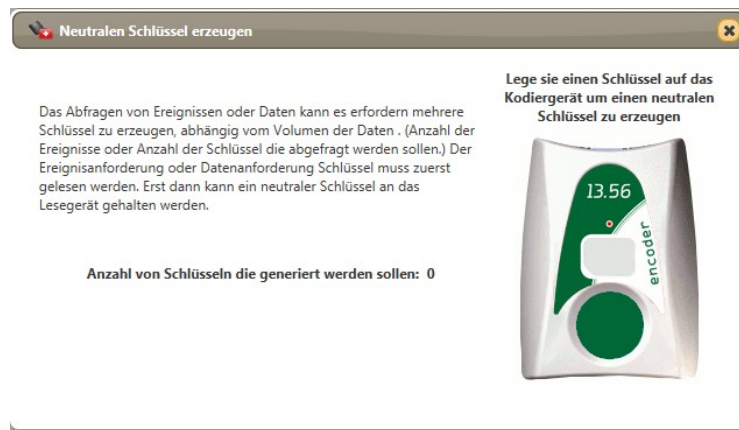 Neutralen Schlüssel erzeugen
Lege sie einen Schlüssel auf das
Kodiergerät um einen neutralen
Schlüssel zu erzeugen
Das Abfragen von Ereignissen oder Daten kann es erfordern mehrere
Schlüssel zu erzeugen, abhängig vom Volumen der Daten . (Anzahl der
Ereignisse oder Anzahl der Schlüssel die abgefragt werden sollen.) Der
Ereignisanforderung oder Datenanforderung Schlüssel muss zuerst
gelesen werden. Erst dann kann ein neutraler Schlüssel an das
Lesegerät gehalten werden.
Anzahl von Schlüsseln die generiert werden sollen: 0
13.56
encoder